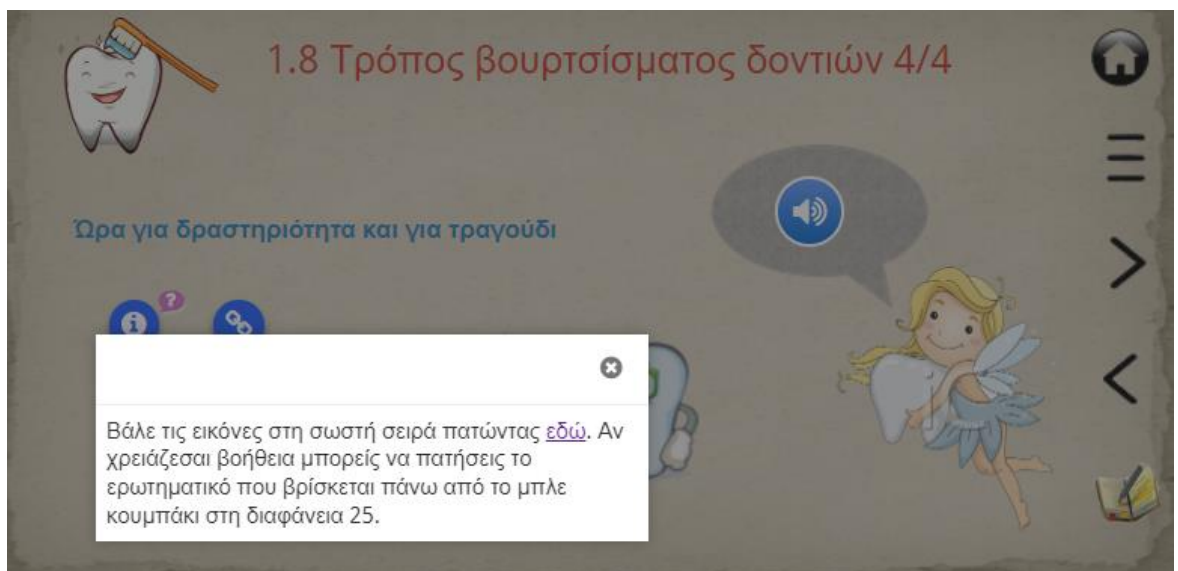 1.8 Τρόπος βουρτσίσματος δοντιών 4/4
Ώρα για δραστηριότητα και για τραγούδι
?
Βάλε τις εικόνες στη σωστή σειρά πατώντας εδώ. Αν
χρειάζεσαι βοήθεια μπορείς να πατήσεις το
ερωτηματικό που βρίσκεται πάνω από το μπλε
κουμπάκι στη διαφάνεια 25.